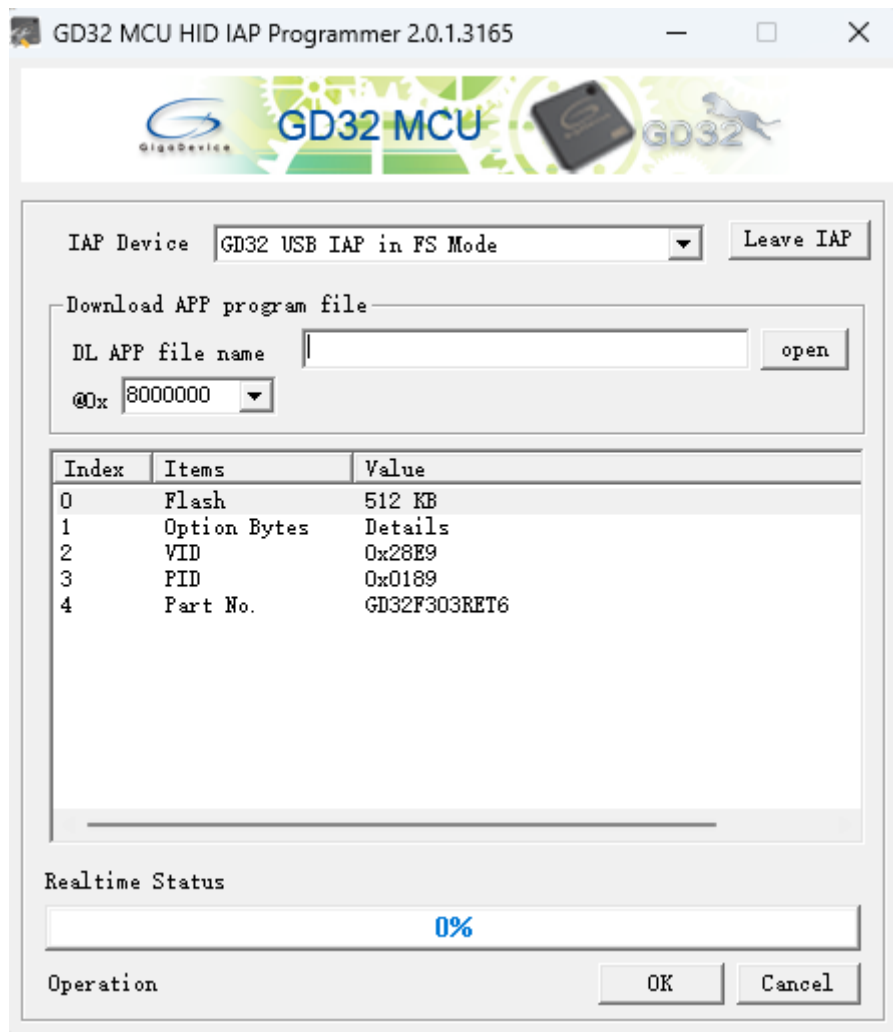 GD32 MCU HID IAP Programmer 2.0.1.3165
GigaDevice
GD32 MCU
GigaDevice
GD32
IAP Device GD32 USB IAP in FS Mode Leave IAP
Download APP program file
DL APP file name open
@0x 8000000
Index Items Value
0 Flash 512 KB
1 Option Bytes Details
2 VID 0x28E9
3 PID 0x0189
4 Part No. GD32F303RET6
Realtime Status
0%
Operation OK Cancel